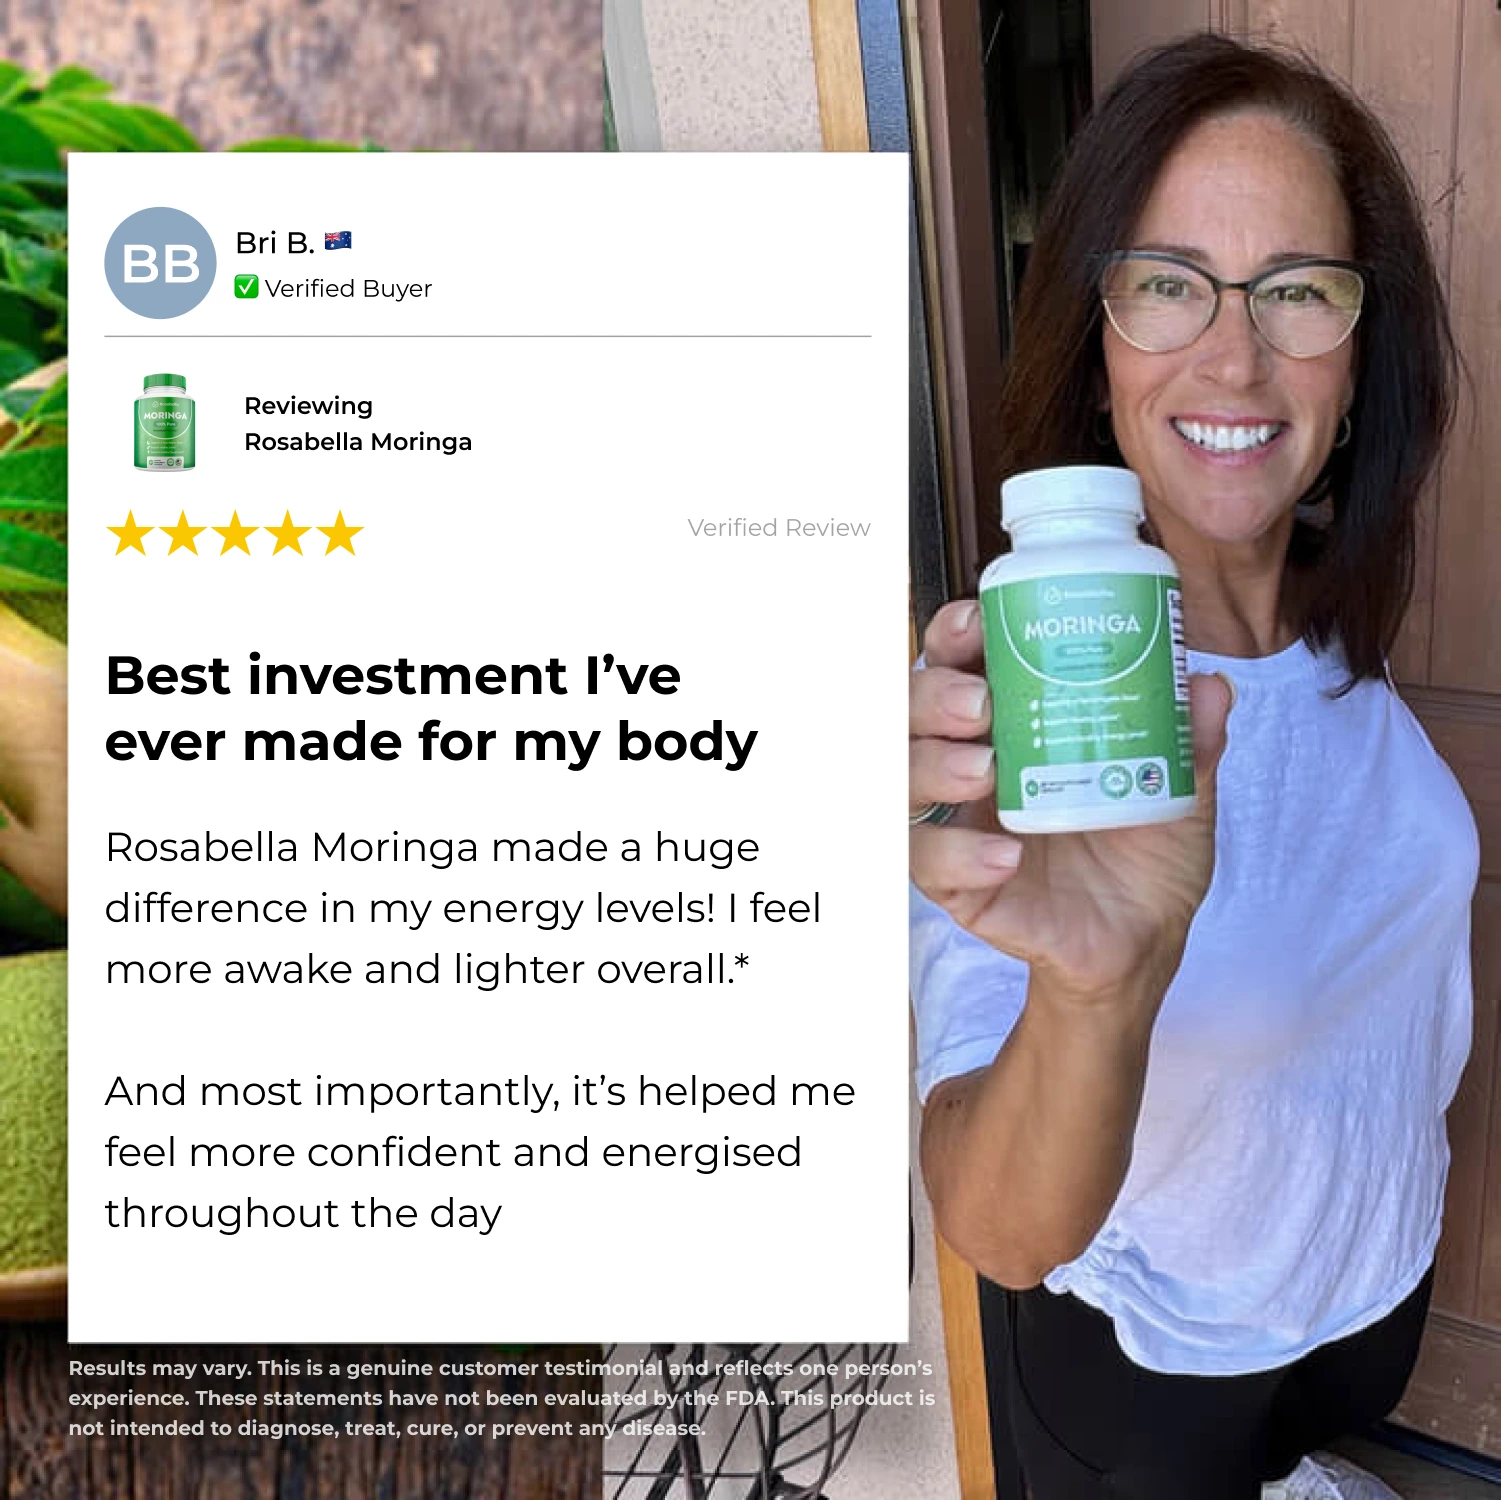 BB
Bri B.
Verified Buyer
MORINGA
Reviewing
Rosabella Moringa
Verified Review
Best investment I’ve
ever made for my body
Rosabella Moringa made a huge
difference in my energy levels! I feel
more awake and lighter overall.*
And most importantly, it’s helped me
feel more confident and energised
throughout the day
Results may vary. This is a genuine customer testimonial and reflects one person’s
experience. These statements have not been evaluated by the FDA. This product is
not intended to diagnose, treat, cure, or prevent any disease.
MORINGA
100% Pure